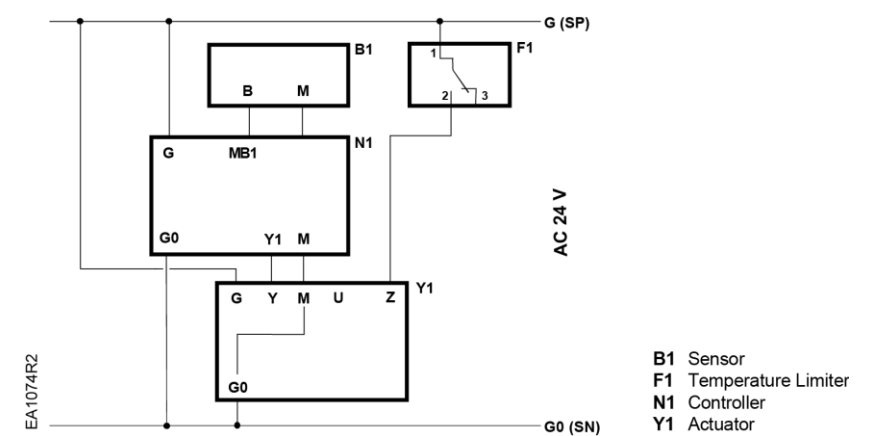 G (SP)
B1
F1
1
B M
2 3
N1
G MB1
AC 24 V
G0 Y1 M
G Y M U Z
Y1
G0
EA1074R2
G0 (SN)
B1 Sensor
F1 Temperature Limiter
N1 Controller
Y1 Actuator